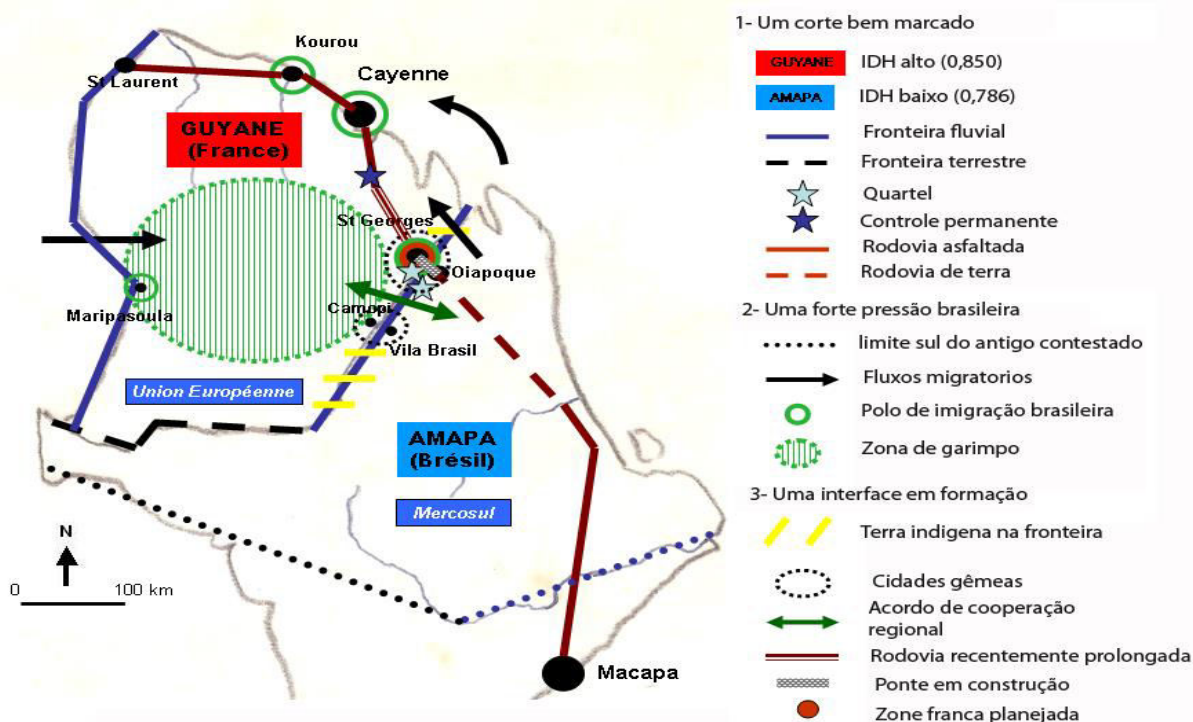 Kourou
St Laurent
Cayenne
GUYANE
(France)
St Georges
Oiapoque
Maripasoula
Camopi
Vila Brasil
Union Européenne
AMAPA
(Brésil)
Mercosul
N
0 100 km
Macapa
1- Um corte bem marcado
GUYANE IDH alto (0,850)
AMAPA IDH baixo (0,786)
Fronteira fluvial
Fronteira terrestre
Quartel
Controle permanente
Rodovia asfaltada
Rodovia de terra
2- Uma forte pressão brasileira
limite sul do antigo contestado
Fluxos migratorios
Polo de imigração brasileira
Zona de garimpo
3- Uma interface em formação
Terra indigena na fronteira
Cidades gêmeas
Acordo de cooperação
regional
Rodovia recentemente prolongada
Ponte em construção
Zone franca planejada